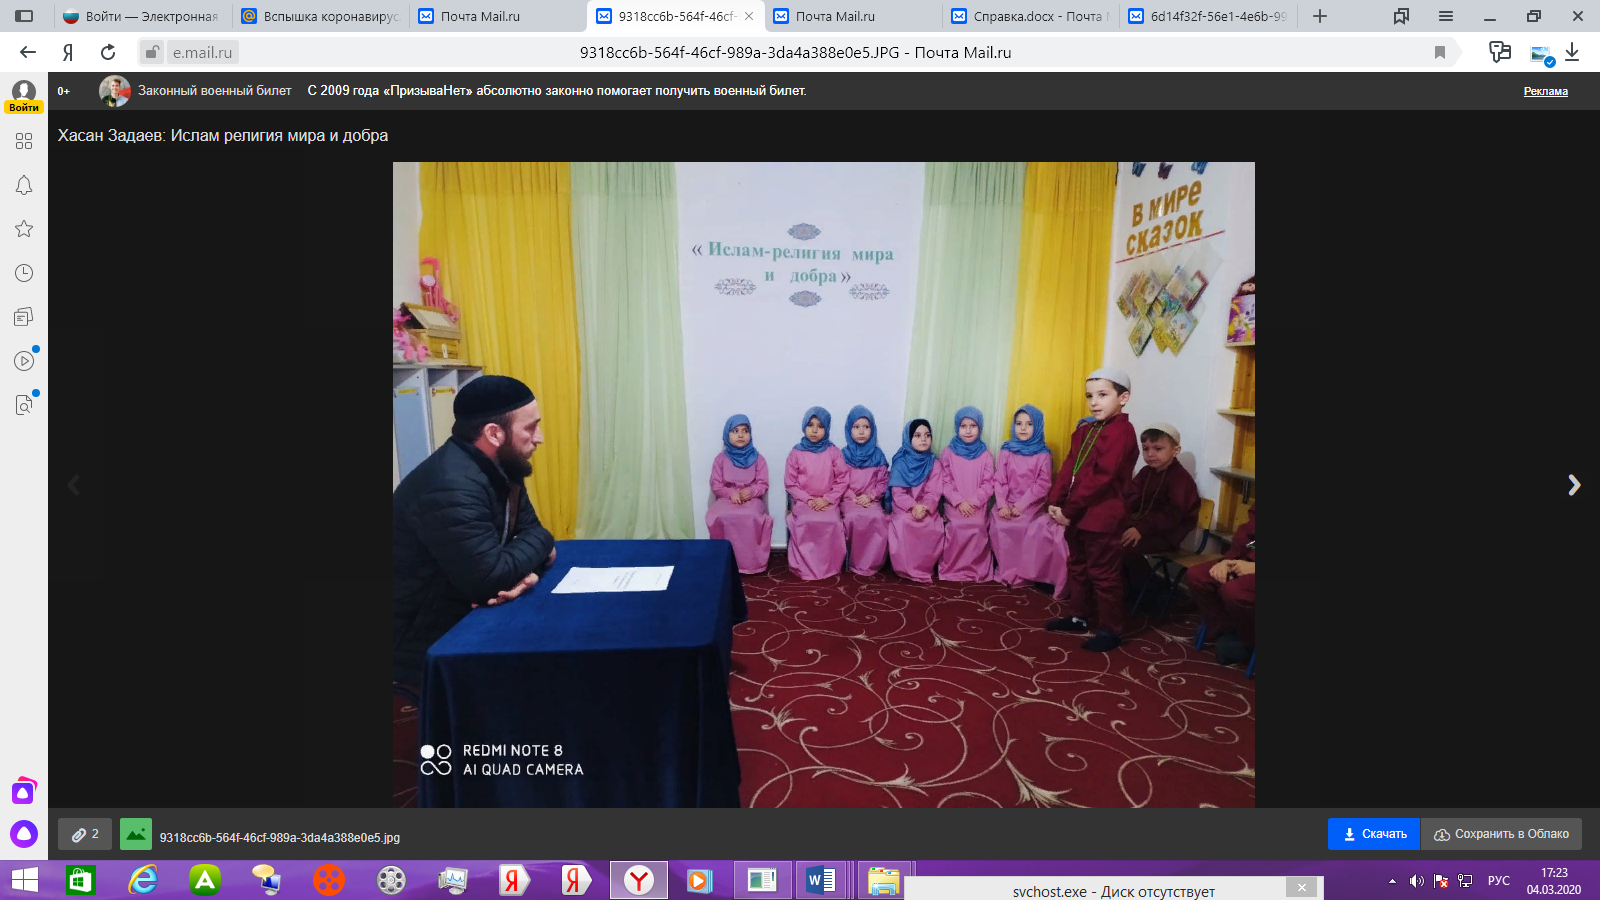 Войти — Электронная
Вспышка коронавирус
Почта Mail.ru
9318cc6b-564f-46cf-
Почта Mail.ru
Справка.docx - Почта
6d14f32f-56e1-4e6b-99
Я
e.mail.ru
9318cc6b-564f-46cf-989a-3da4a388e0e5.JPG - Почта Mail.ru
Войти
0+
Законный военный билет
С 2009 года «ПризываНет» абсолютно законно помогает получить военный билет.
Реклама
Хасан Задаев: Ислам религия мира и добра
В МИРЕ
СКАЗОК
« Ислам-религия мира
и добра »
REDMI NOTE 8
AI QUAD CAMERA
2
9318cc6b-564f-46cf-989a-3da4a388e0e5.jpg
Скачать
Сохранить в Облако
svchost.exe - Диск отсутствует
РУС
17:23
04.03.2020